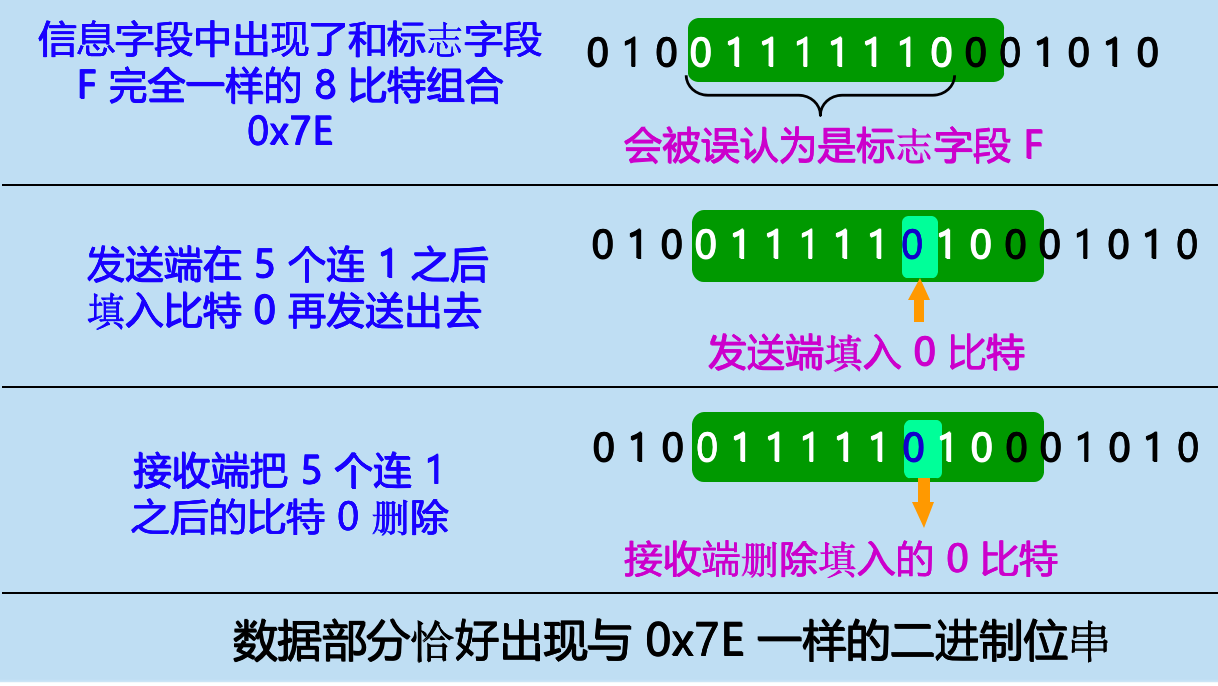 信息字段中出现了和标志字段
F 完全一样的 8 比特组合
0x7E
0 1 0 0 1 1 1 1 1 1 0 0 0 1 0 1 0
会被误认为是标志字段 F
发送端在 5 个连 1 之后
填入比特 0 再发送出去
0 1 0 0 1 1 1 1 1 0 1 0 0 0 1 0 1 0
发送端填入 0 比特
接收端把 5 个连 1
之后的比特 0 删除
0 1 0 0 1 1 1 1 1 0 1 0 0 0 1 0 1 0
接收端删除填入的 0 比特
数据部分恰好出现与 0x7E 一样的二进制位串